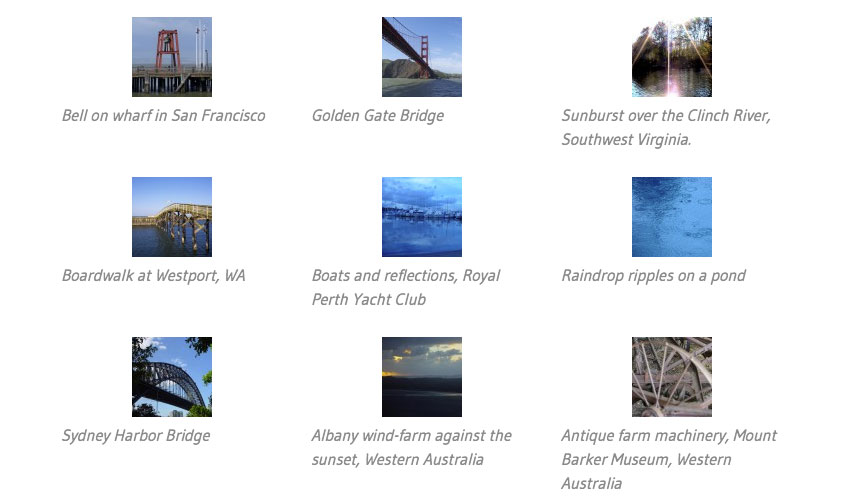 Bell on wharf in San Francisco
Golden Gate Bridge
Sunburst over the Clinch River,
Southwest Virginia.
Boardwalk at Westport, WA
Boats and reflections, Royal
Perth Yacht Club
Raindrop ripples on a pond
Sydney Harbor Bridge
Albany wind-farm against the
sunset, Western Australia
Antique farm machinery, Mount
Barker Museum, Western
Australia